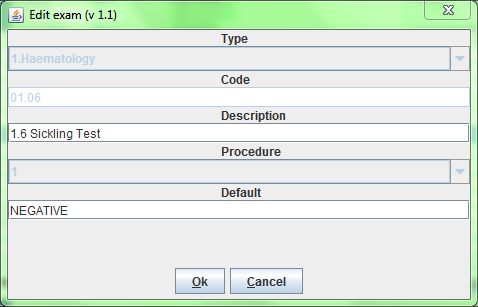 Edit exam (v 1.1)
Type
1.Haematology
Code
01.06
Description
1.6 Sickling Test
Procedure
1
Default
NEGATIVE
Ok Cancel